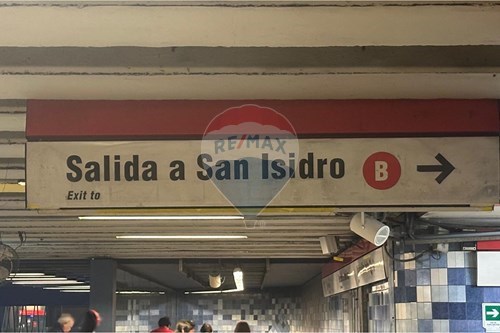 RE/MAX
Salida a San Isidro B
Exit to